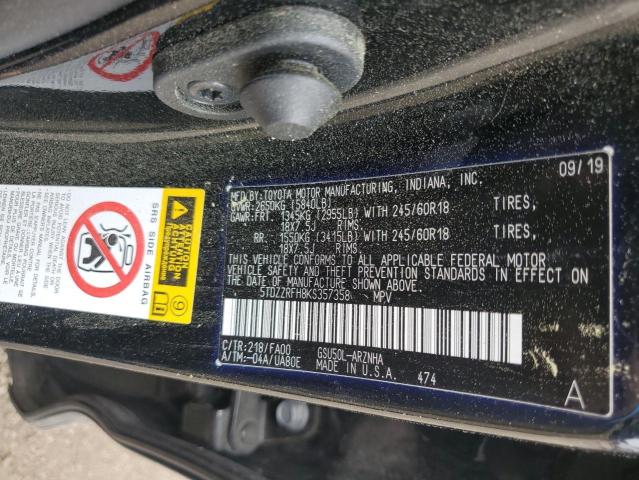 09/19
MFD.BY:TOYOTA MOTOR MANUFACTURING, INDIANA, INC.
GVWR: 2650KG (5840LB)
GAWR:FRT. 1345KG (2955LB) WITH 245/60R18 TIRES,
18X7.5J RIMS,
RR. 1550KG (3415LB) WITH 245/60R18 TIRES,
18X7.5J RIMS
THIS VEHICLE CONFORMS TO ALL APPLICABLE FEDERAL MOTOR
VEHICLE SAFETY AND THEFT PREVENTION STANDARDS IN EFFECT ON
THE DATE OF MANUFACTURE SHOWN ABOVE.
5TDZZRFH8KS357358 MPV
C/TR:218/FA00 GSU50L-ARZNHA
A/TM:-04A/UA80E MADE IN U.S.A. 474 A
SRS SIDE AIRBAG
CAUTION
9